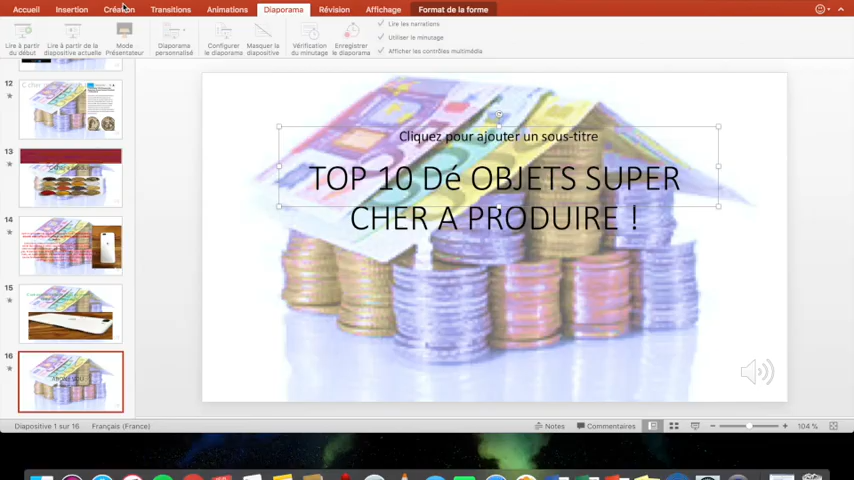 Accueil Insertion Création Transitions Animations Diaporama Révision Affichage Format de la forme
Lire à partir du début
Lire à partir de la diapositive actuelle
Mode Présentateur
Diaporama personnalisé
Configurer le diaporama
Masquer la diapositive
Vérification du minutage
Enregistrer le diaporama
Lire les narrations
Utiliser le minutage
Afficher les contrôles multimédia
12
13
14
15
16
Cliquez pour ajouter un sous-titre
TOP 10 Dé OBJETS SUPER
CHER A PRODUIRE !
Diapositive 1 sur 16 Français (France) Notes Commentaires 104 %